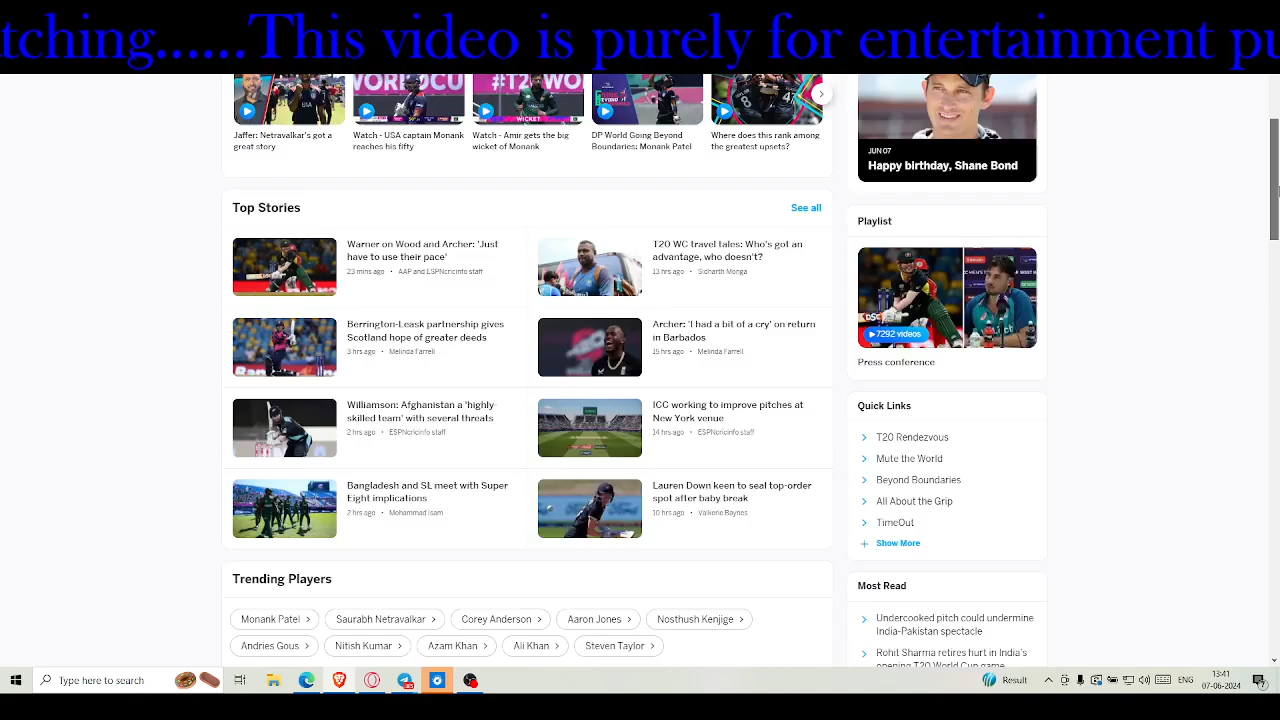 tching......This video is purely for entertainment pu
Jaffer: Netravalkar's got a
great story
Watch - USA captain Monank
reaches his fifty
Watch - Amir gets the big
wicket of Monank
DP World Gong Beyond
Boundaries: Monank Patel
Where does this rank among
the greatest upsets?
JUN 07
Happy birthday, Shane Bond
Top Stories
See all
Warner on Wood and Archer: 'Just
have to use their pace'
23 mins ago • AAP and ESPNcricinfo staff
T20 WC travel tales: Who's got an
advantage, who doesn't?
13 hrs ago • Sidharth Monga
Berrington-Leask partnership gives
Scotland hope of greater deeds
3 hrs ago • Melinda Farrell
Archer: 'I had a bit of a cry' on return
in Barbados
15 hrs ago • Melinda Farrell
Williamson: Afghanistan a 'highly-
skilled team' with several threats
2 hrs ago • ESPNcricinfo staff
ICC working to improve pitches at
New York venue
14 hrs ago • ESPNcricinfo staff
Bangladesh and SL meet with Super
Eight implications
2 hrs ago • Mohammad Isam
Lauren Down keen to seal top-order
spot after baby break
10 hrs ago • Valkerie Baynes
Trending Players
Monank Patel >
Saurabh Netravalkar >
Corey Anderson >
Aaron Jones >
Nosthush Kenjige >
Andries Gous >
Nitish Kumar >
Azam Khan >
Ali Khan >
Steven Taylor >
Playlist
7292 videos
Press conference
Quick Links
T20 Rendezvous
Mute the World
Beyond Boundaries
All About the Grip
TimeOut
+ Show More
Most Read
Undercooked pitch could undermine
India-Pakistan spectacle
Rohit Sharma retires hurt in India's
opening T20 World Cup game
Type here to search
Result
ENG
13:41
07-06-2024